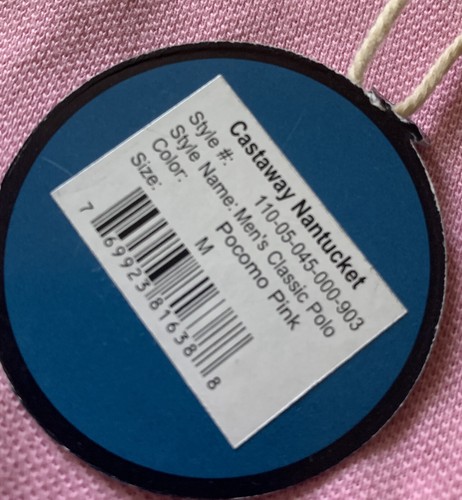 Castaway Nantucket
Style #: 110-05-045-000-903
Style Name: Men's Classic Polo
Color: Pocomo Pink
Size: M
7 69923 81638 8